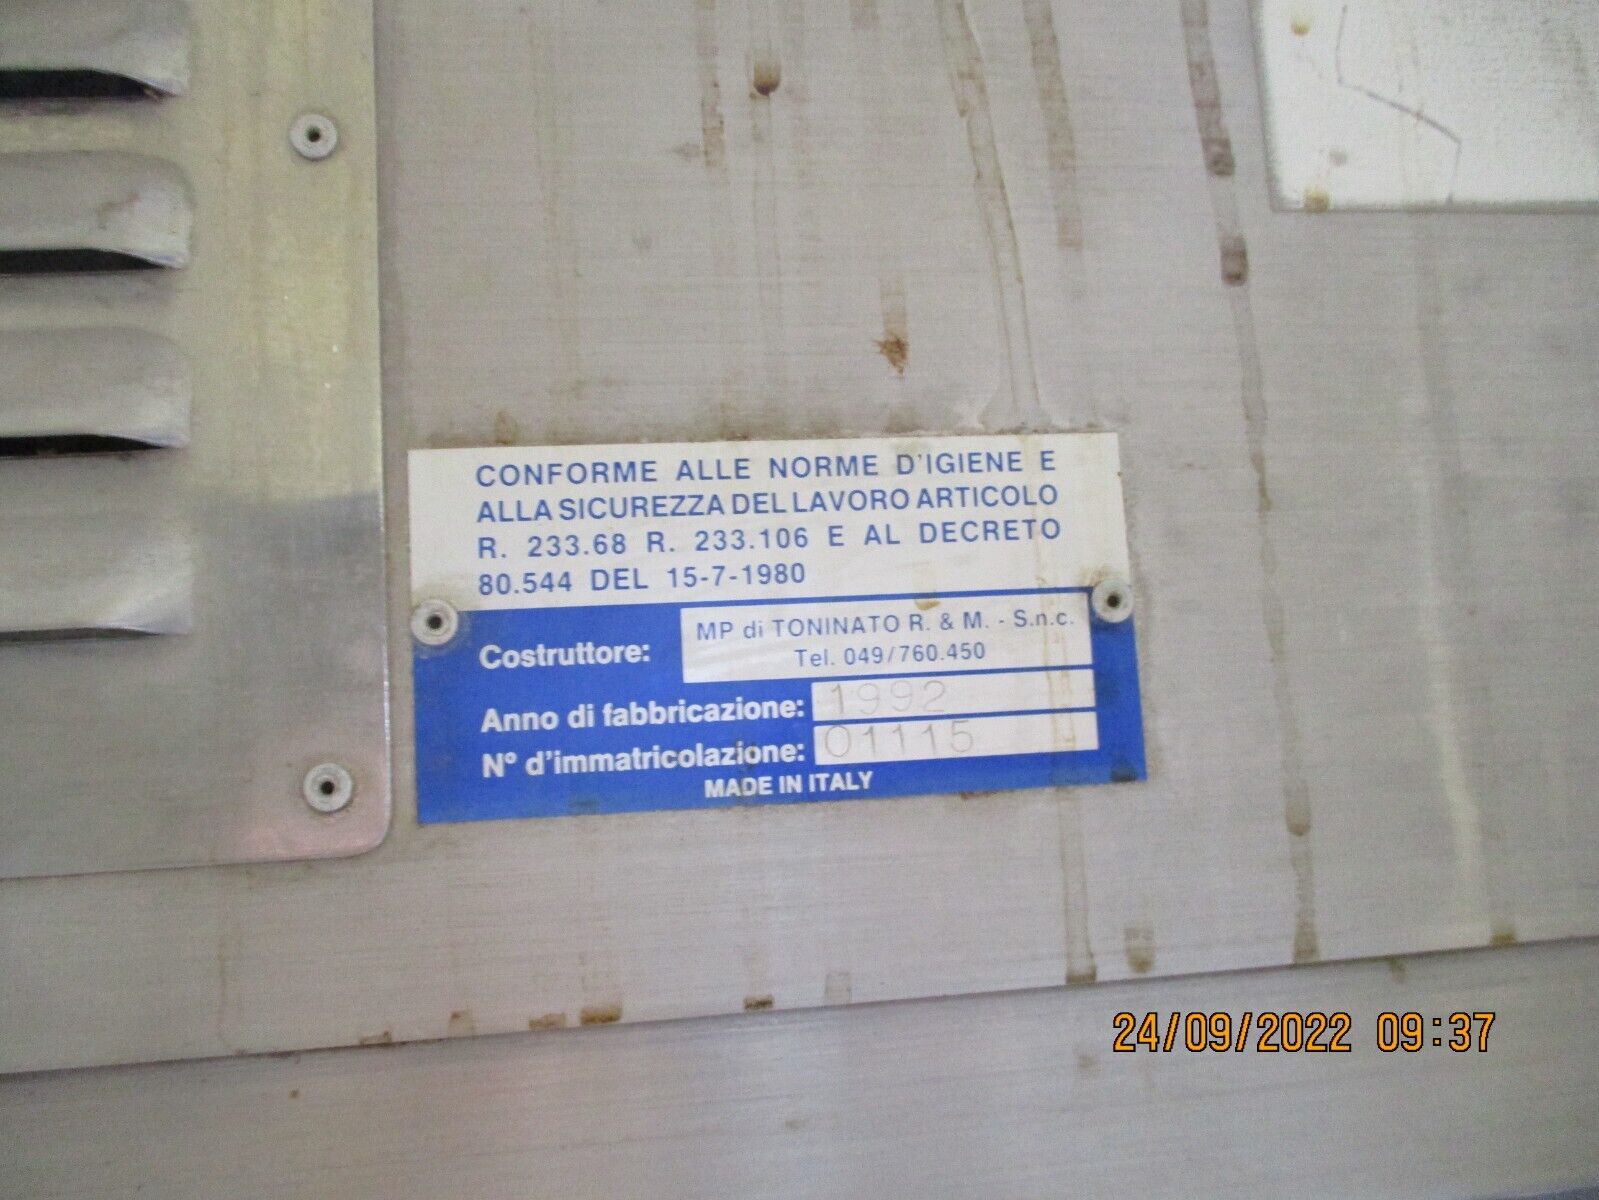 CONFORME ALLE NORME D'IGIENE E
ALLA SICUREZZA DEL LAVORO ARTICOLO
R. 233.68 R. 233.106 E AL DECRETO
80.544 DEL 15-7-1980
Costruttore: MP di TONINATO R. & M. - S.n.c.
Tel. 049/760.450
Anno di fabbricazione: 1992
N° d'immatricolazione: 01115
MADE IN ITALY
24/09/2022 09:37